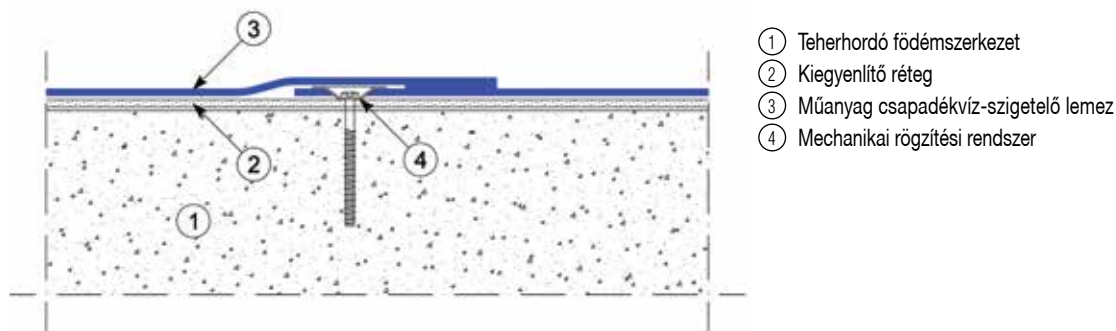 3
2
4
1
1 Teherhordó födémszerkezet
2 Kiegyenlítő réteg
3 Műanyag csapadékvíz-szigetelő lemez
4 Mechanikai rögzítési rendszer